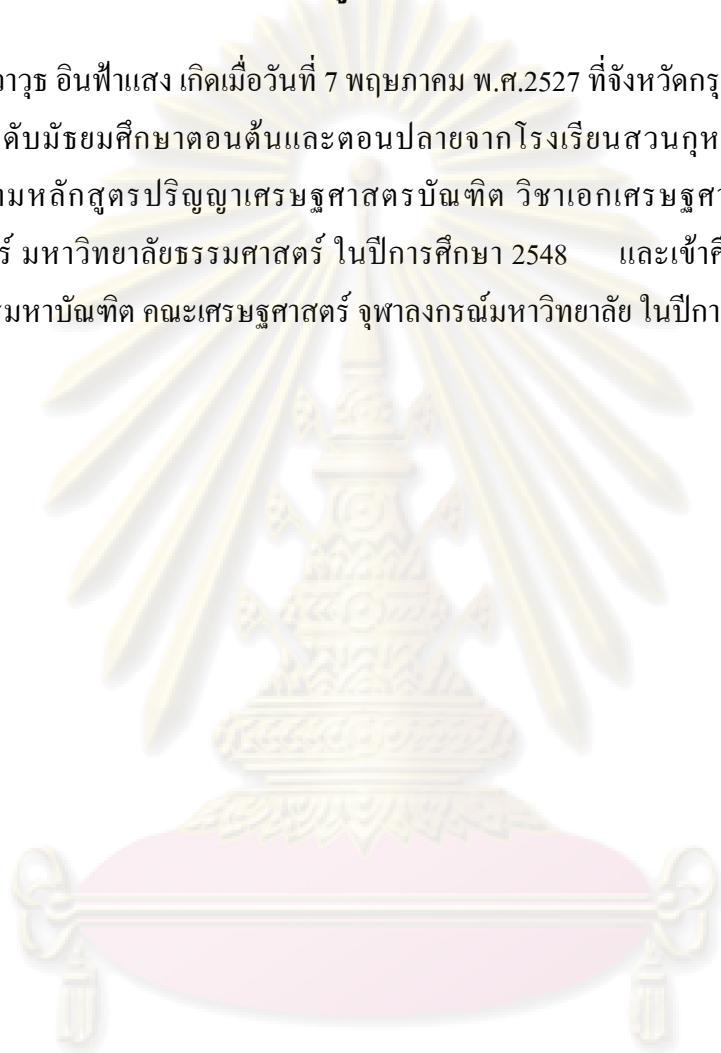 าวุธ อินฟ้าแสง เกิดเมื่อวันที่ 7 พฤษภาคม พ.ศ.2527 ที่จังหวัดกรุ
ดับมัธยมศึกษาตอนต้นและตอนปลายจากโรงเรียนสวนกุห
ามหลักสูตรปริญญาเศรษฐศาสตรบัณฑิต วิชาเอกเศรษฐศา
ร์ มหาวิทยาลัยธรรมศาสตร์ ในปีการศึกษา 2548 และเข้าศึ
รมหาบัณฑิต คณะเศรษฐศาสตร์ จุฬาลงกรณ์มหาวิทยาลัย ในปีกา